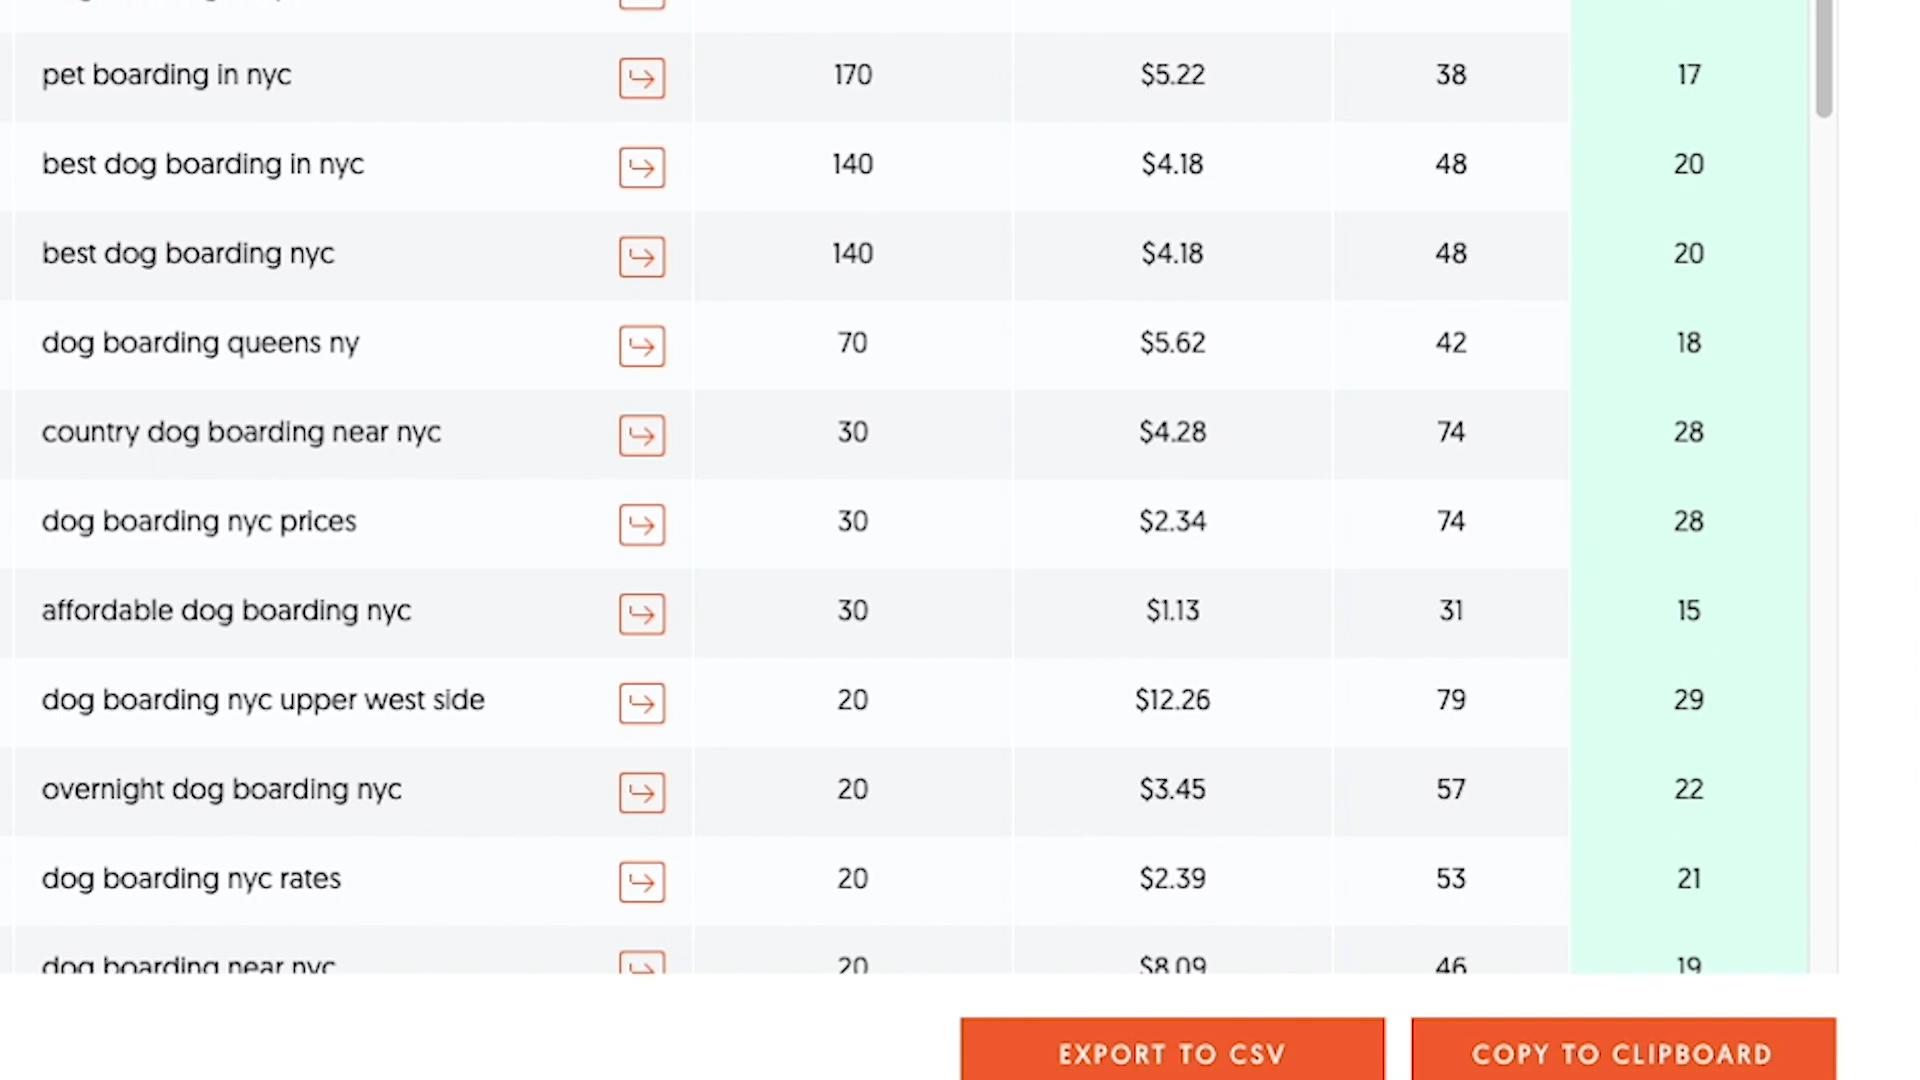 pet boarding in nyc 170 $5.22 38 17
best dog boarding in nyc 140 $4.18 48 20
best dog boarding nyc 140 $4.18 48 20
dog boarding queens ny 70 $5.62 42 18
country dog boarding near nyc 30 $4.28 74 28
dog boarding nyc prices 30 $2.34 74 28
affordable dog boarding nyc 30 $1.13 31 15
dog boarding nyc upper west side 20 $12.26 79 29
overnight dog boarding nyc 20 $3.45 57 22
dog boarding nyc rates 20 $2.39 53 21
dog boarding near nyc 20 $8.09 46 19
EXPORT TO CSV COPY TO CLIPBOARD